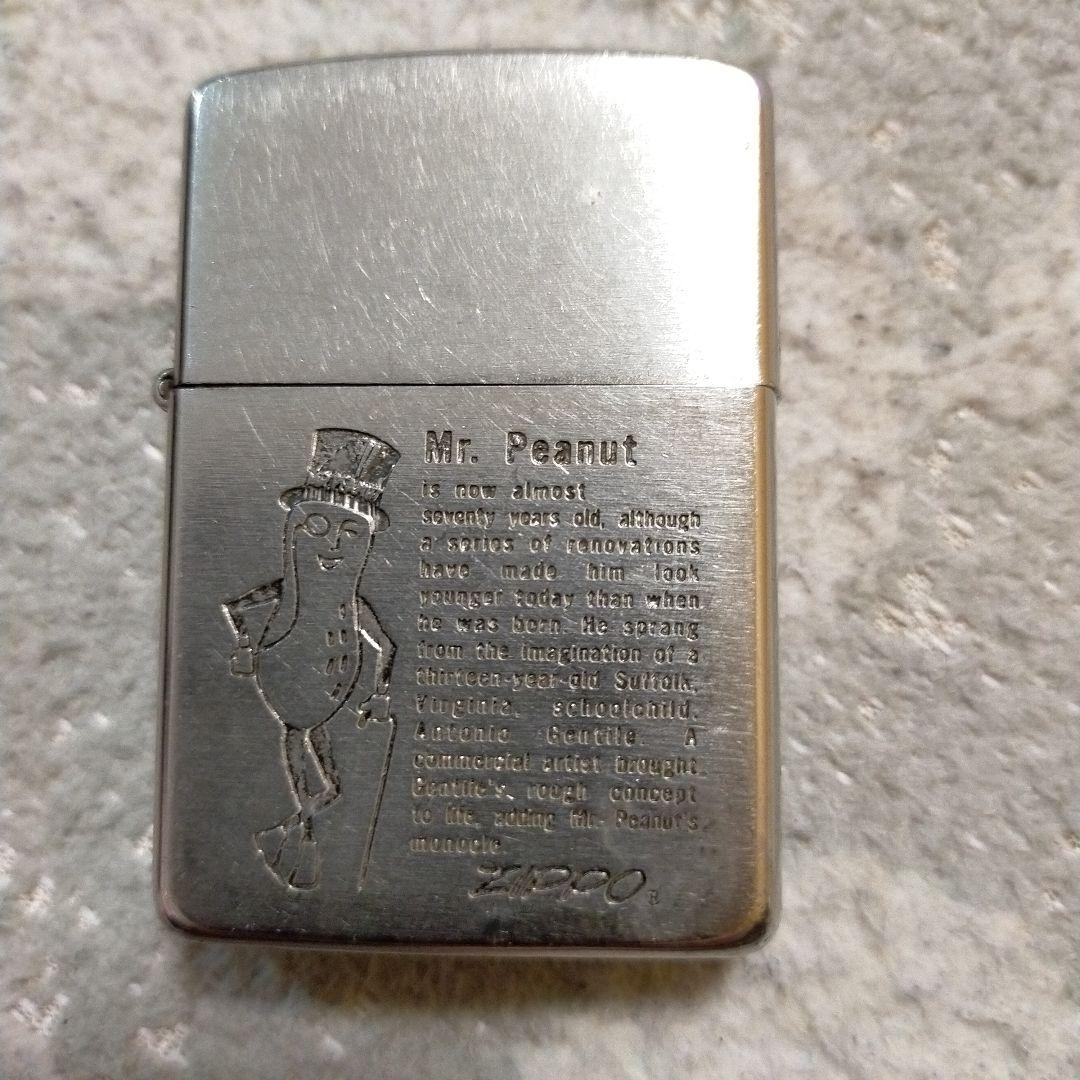 Mr. Peanut
is now almost
seventy years old, although
a series of renovations
have made him look
younger today than when
he was born. He sprang
from the imagination of a
thirteen-year-old Suffolk,
Virginia, schoolchild,
Antonio Gentile. A
commercial artist brought
Gentile's, rough concept
to life, adding Mr. Peanut's
monocle.
ZIPPO ®